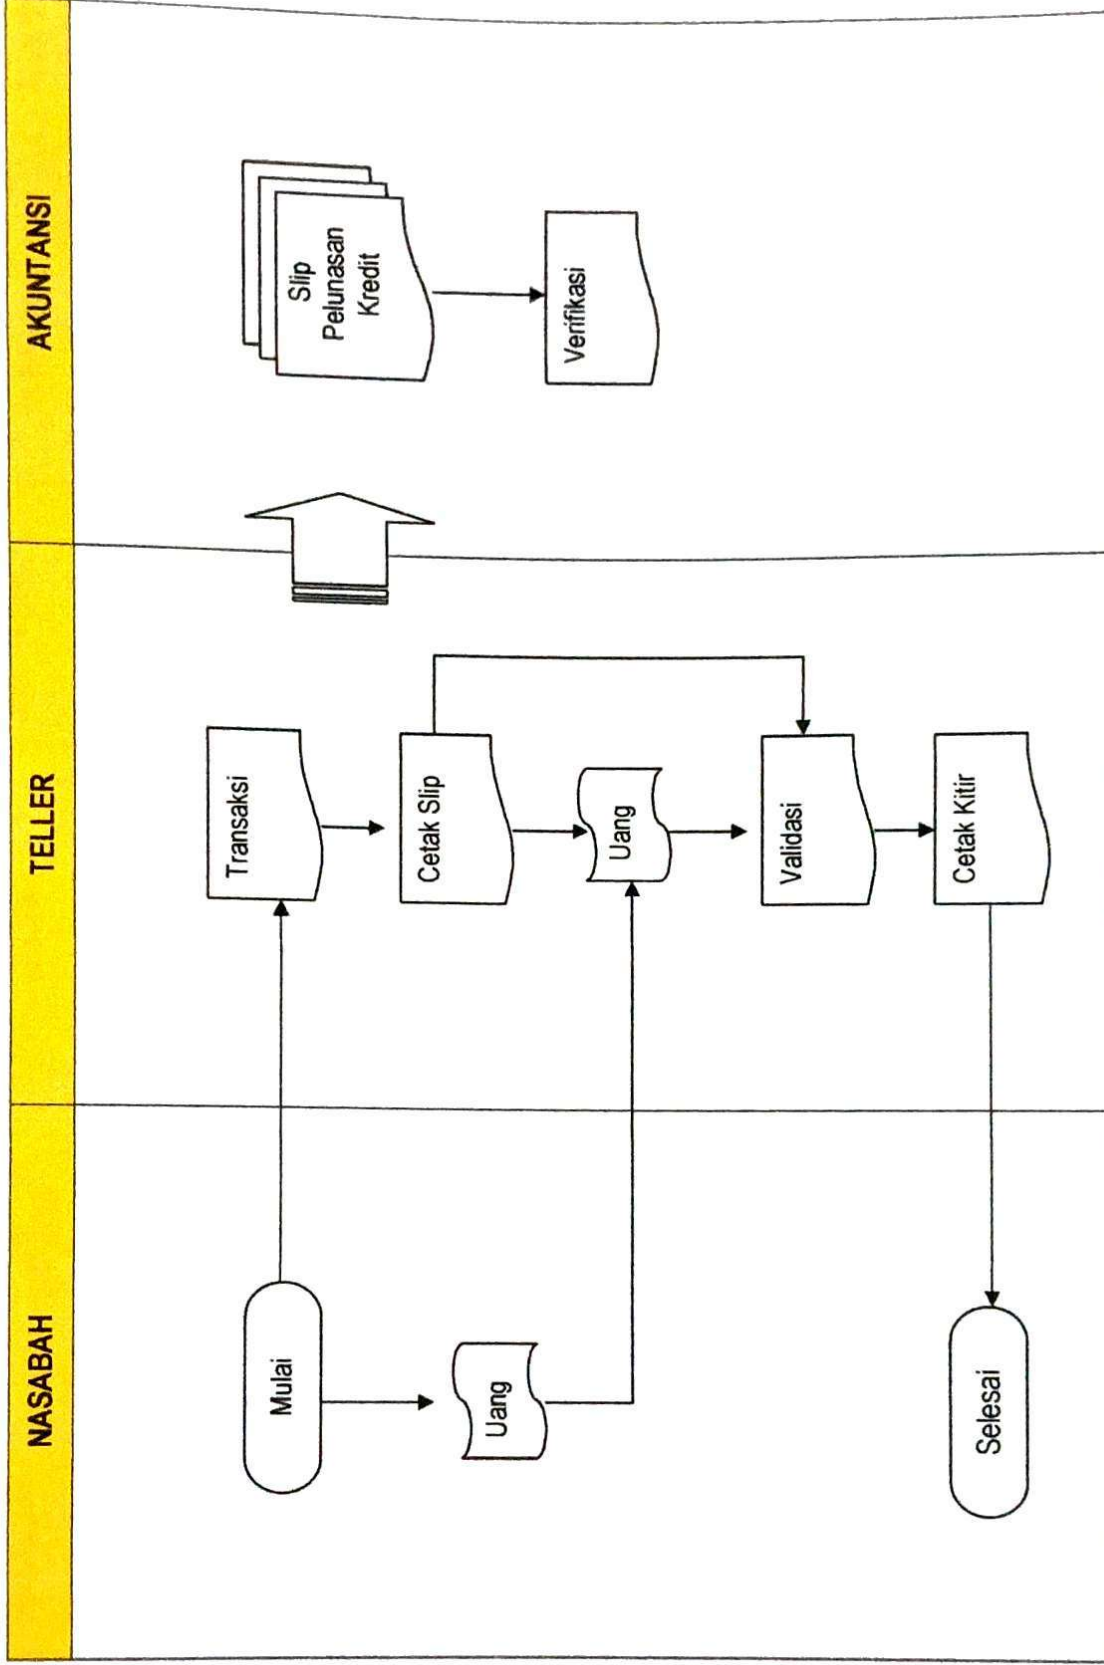 NASABAH
TELLER
AKUNTANSI
Mulai
Transaksi
Slip
Pelunasan
Kredit
Cetak Slip
Uang
Uang
Verifikasi
Validasi
Cetak Kitir
Selesai